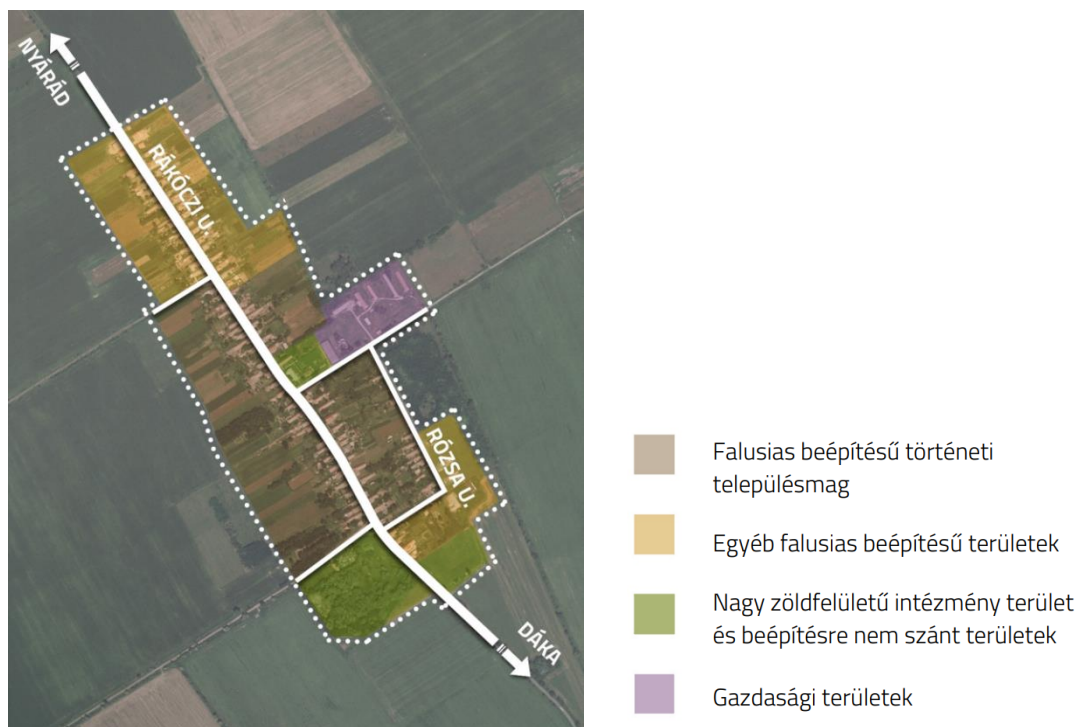 NYÁRÁD
RÁKÓCZI U.
RÓZSA U.
DÁKA
Falusias beépítésű történeti
településmag
Egyéb falusias beépítésű területek
Nagy zöldfelületű intézmény terület
és beépítésre nem szánt területek
Gazdasági területek